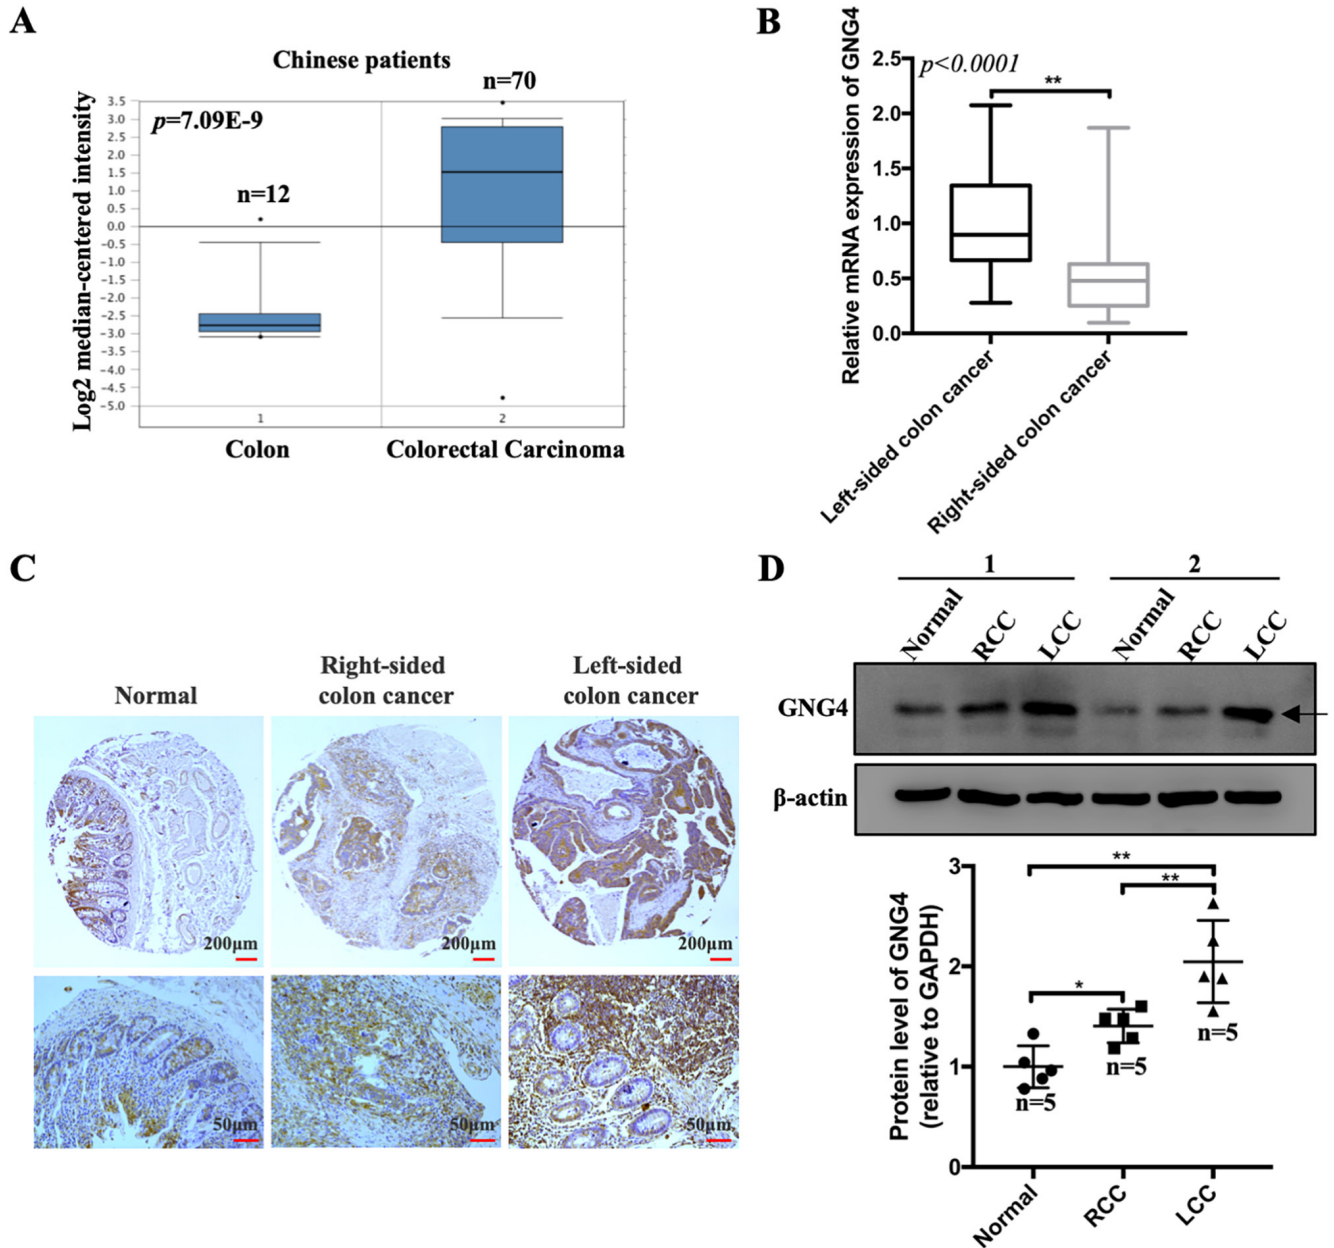 A
Chinese patients
n=70
p=7.09E-9
n=12
Log2 median-centered intensity
3.5
3.0
2.5
2.0
1.5
1.0
0.5
0.0
-0.5
-1.0
-1.5
-2.0
-2.5
-3.0
-3.5
-4.0
-4.5
-5.0
1
2
Colon
Colorectal Carcinoma
B
Relative mRNA expression of GNG4
p<0.0001
**
2.5
2.0
1.5
1.0
0.5
0.0
Left-sided colon cancer
Right-sided colon cancer
C
Normal
Right-sided
colon cancer
Left-sided
colon cancer
200μm
200μm
200μm
50μm
50μm
50μm
D
1
2
Normal
RCC
LCC
Normal
RCC
LCC
GNG4
β-actin
Protein level of GNG4
(relative to GAPDH)
3
2
1
0
**
**
*
n=5
n=5
n=5
Normal
RCC
LCC